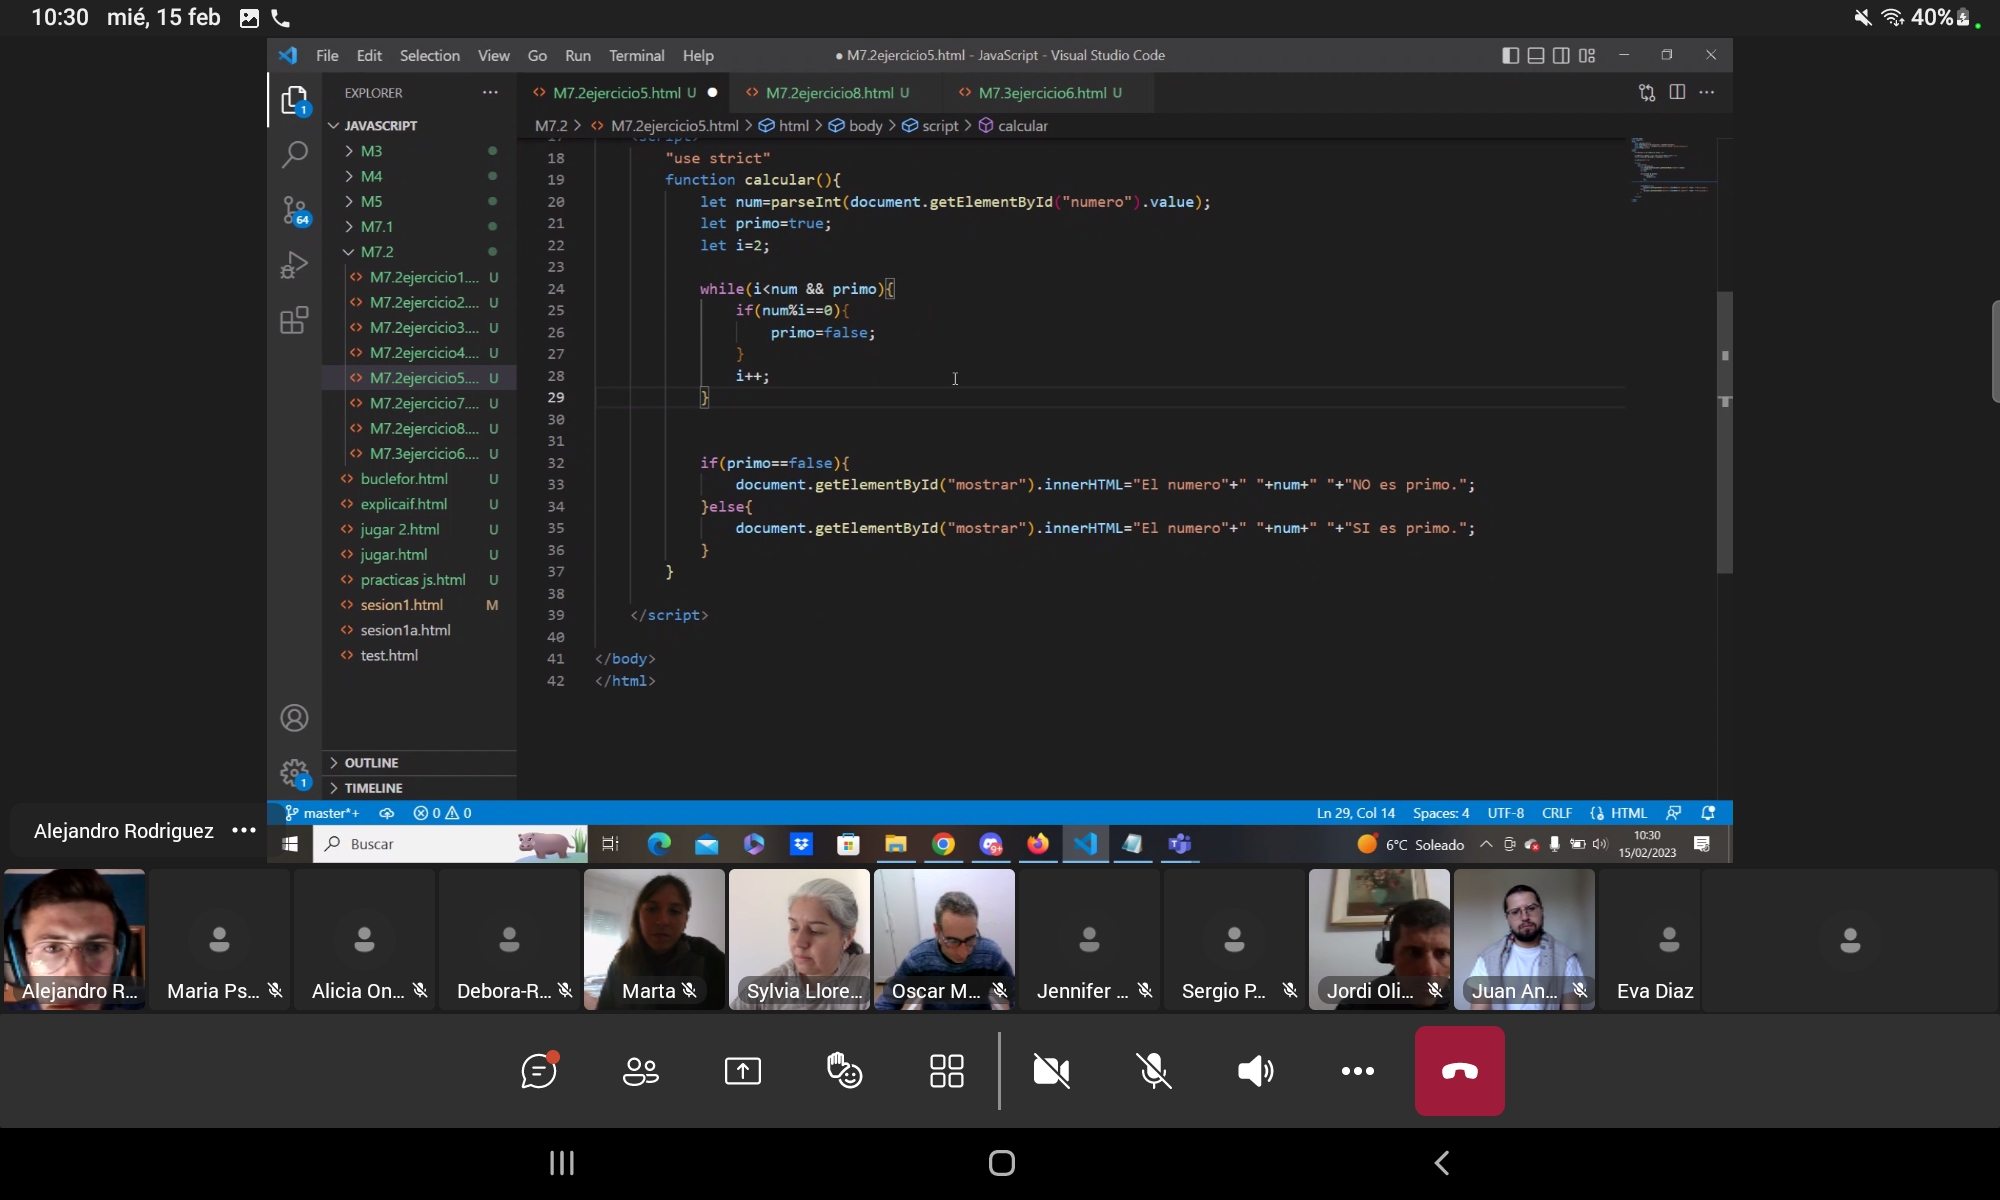 10:30 mié, 15 feb
40%
File Edit Selection View Go Run Terminal Help
● M7.2ejercicio5.html - JavaScript - Visual Studio Code
EXPLORER
M7.2ejercicio5.html U
M7.2ejercicio8.html U
M7.3ejercicio6.html U
M7.2 > M7.2ejercicio5.html > html > body > script > calcular
1
64
1
JAVASCRIPT
M3
M4
M5
M7.1
M7.2
M7.2ejercicio1.... U
M7.2ejercicio2.... U
M7.2ejercicio3.... U
M7.2ejercicio4.... U
M7.2ejercicio5.... U
M7.2ejercicio7.... U
M7.2ejercicio8.... U
M7.3ejercicio6.... U
buclefor.html U
explicaif.html U
jugar 2.html U
jugar.html U
practicas js.html U
sesion1.html M
sesion1a.html
test.html
OUTLINE
TIMELINE
17 <script>
18 "use strict"
19 function calcular(){
20 let num=parseInt(document.getElementById("numero").value);
21 let primo=true;
22 let i=2;
23
24 while(i<num && primo){
25 if(num%i==0){
26 primo=false;
27 }
28 i++;
29 }
30
31
32 if(primo==false){
33 document.getElementById("mostrar").innerHTML="El numero"+" "+num+" "+"NO es primo.";
34 }else{
35 document.getElementById("mostrar").innerHTML="El numero"+" "+num+" "+"SI es primo.";
36 }
37 }
38
39 </script>
40
41 </body>
42 </html>
master*+ 0 0
Ln 29, Col 14 Spaces: 4 UTF-8 CRLF HTML
Alejandro Rodriguez
Buscar
9+
6°C Soleado
10:30
15/02/2023
Alejandro R... Maria Ps... Alicia On... Debora-R... Marta Sylvia Llore... Oscar M... Jennifer ... Sergio P... Jordi Oli... Juan An... Eva Diaz